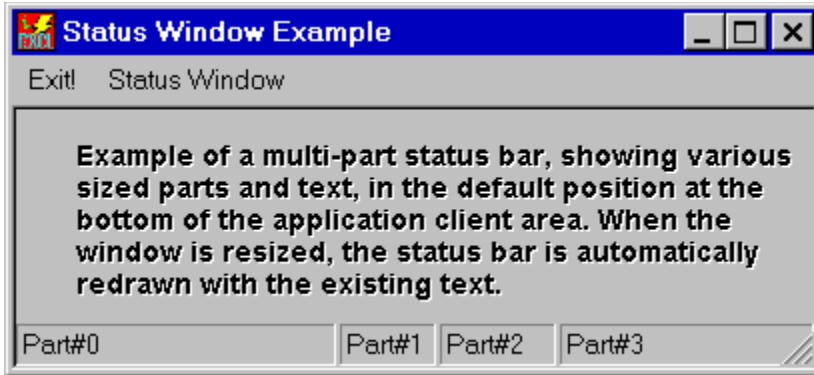 EXCL
Status Window Example
Exit! Status Window
Example of a multi-part status bar, showing various
sized parts and text, in the default position at the
bottom of the application client area. When the
window is resized, the status bar is automatically
redrawn with the existing text.
Part#0 Part#1 Part#2 Part#3